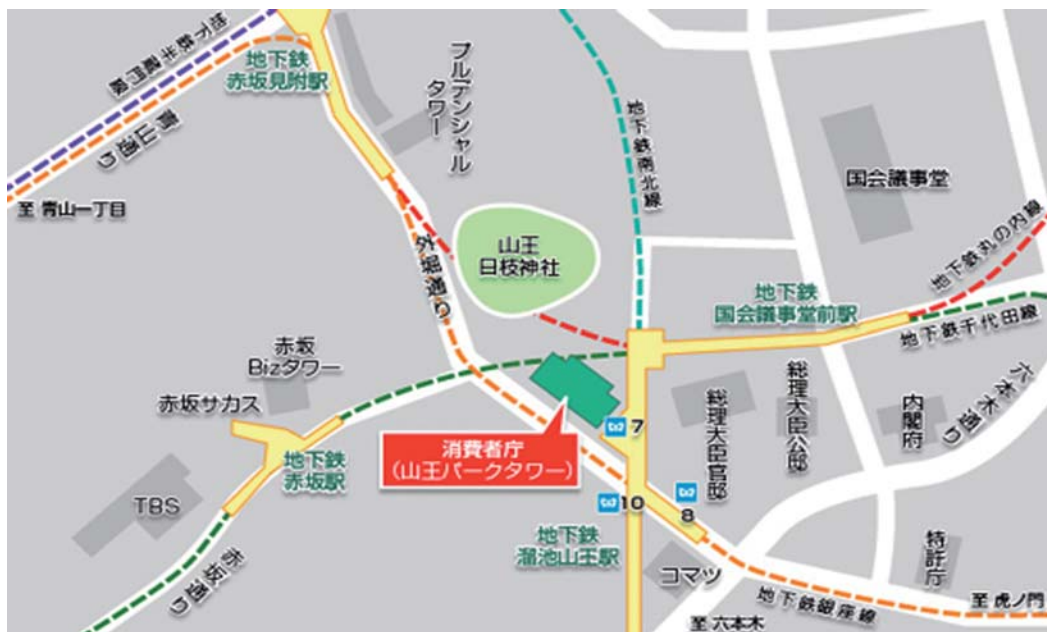 地下鉄半蔵門線
青山通り
至 青山一丁目
地下鉄
赤坂見附駅
プルデンシャル
タワー
外堀通り
山王
日枝神社
地下鉄南北線
国会議事堂
地下鉄丸の内線
地下鉄
国会議事堂前駅
地下鉄千代田線
六本木通り
赤坂
Bizタワー
赤坂サカス
地下鉄
赤坂駅
TBS
赤坂通り
消費者庁
(山王パークタワー)
7
10
8
総理大臣官邸
総理大臣公邸
内閣府
地下鉄
溜池山王駅
コマツ
特許庁
地下鉄銀座線
至 虎ノ門
至 六本木